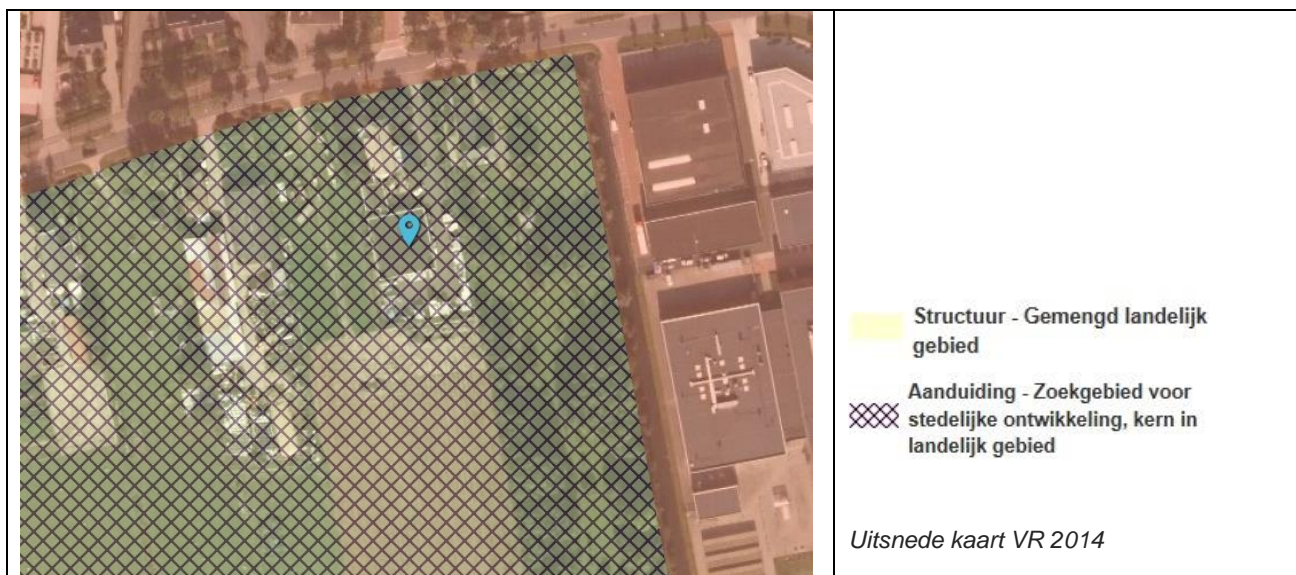 Structuur - Gemengd landelijk
gebied
Aanduiding - Zoekgebied voor
stedelijke ontwikkeling, kern in
landelijk gebied
Uitsnede kaart VR 2014